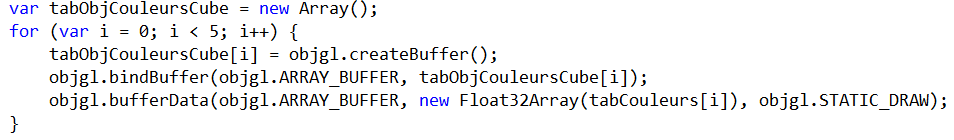 var tabObjCouleursCube = new Array();
for (var i = 0; i < 5; i++) {
    tabObjCouleursCube[i] = objgl.createBuffer();
    objgl.bindBuffer(objgl.ARRAY_BUFFER, tabObjCouleursCube[i]);
    objgl.bufferData(objgl.ARRAY_BUFFER, new Float32Array(tabCouleurs[i]), objgl.STATIC_DRAW);
}